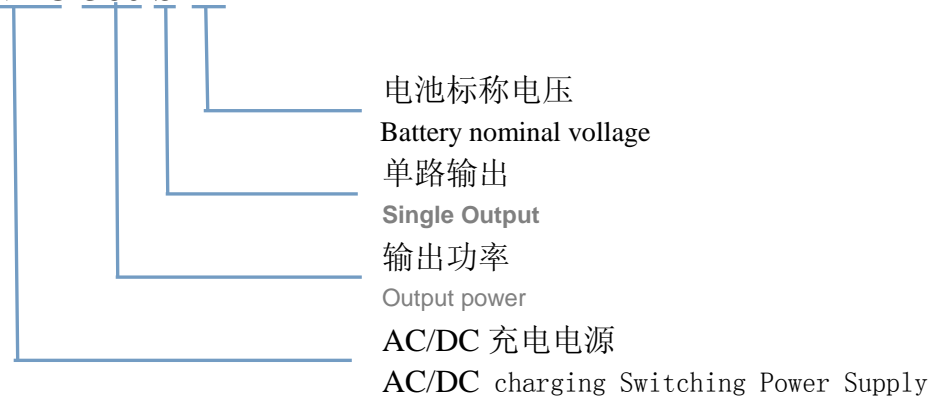 电池标称电压
Battery nominal vollage
单路输出
Single Output
输出功率
Output power
AC/DC 充电电源
AC/DC charging Switching Power Supply